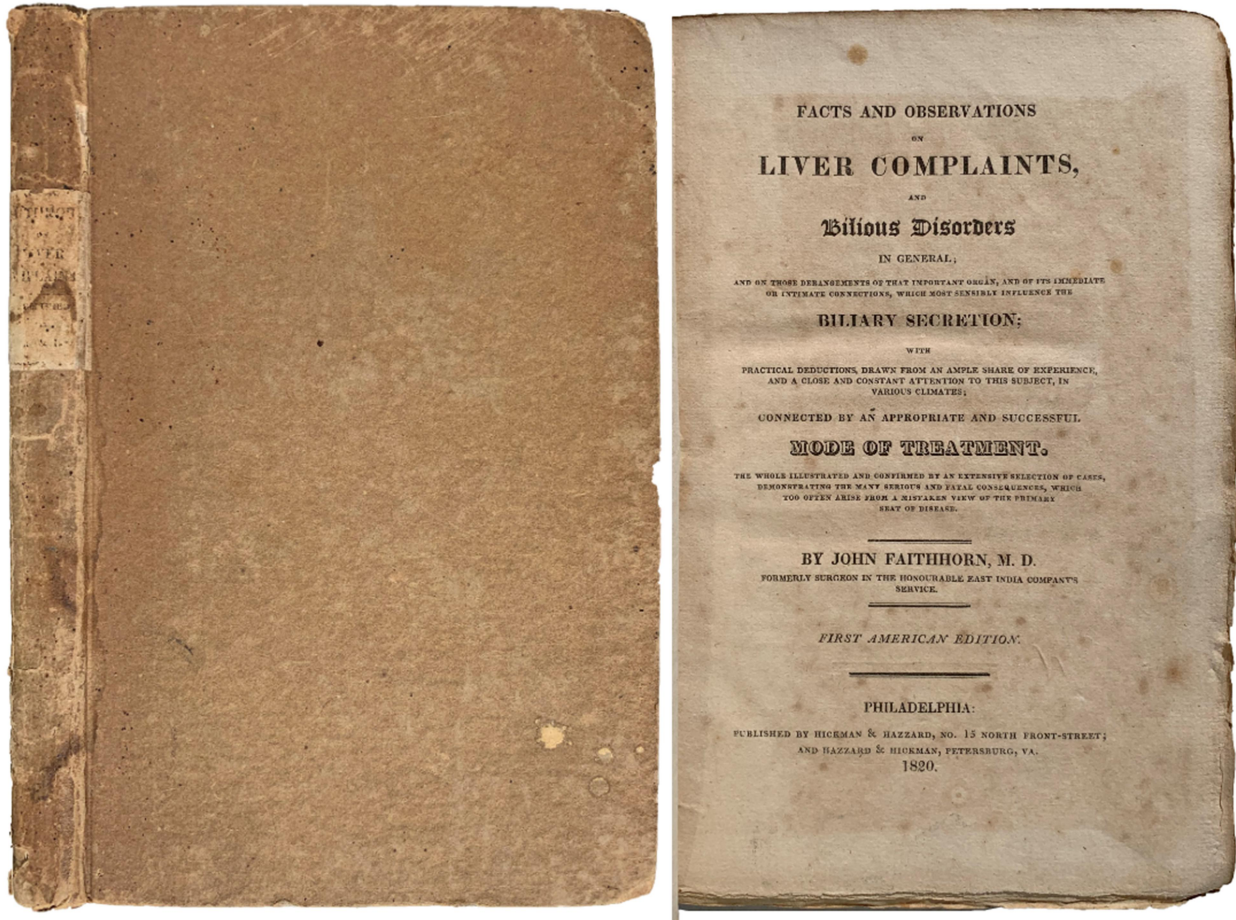 VER
FACTS AND OBSERVATIONS
ON
LIVER COMPLAINTS,
AND
Bilious Disorders
IN GENERAL;
AND ON THOSE DERANGEMENTS OF THAT IMPORTANT ORGAN, AND OF ITS IMMEDIATE
OR INTIMATE CONNECTIONS, WHICH MOST SENSIBLY INFLUENCE THE
BILIARY SECRETION;
WITH
PRACTICAL DEDUCTIONS, DRAWN FROM AN AMPLE SHARE OF EXPERIENCE,
AND A CLOSE AND CONSTANT ATTENTION TO THIS SUBJECT, IN
VARIOUS CLIMATES;
CONNECTED BY AN APPROPRIATE AND SUCCESSFUL
MODE OF TREATMENT.
THE WHOLE ILLUSTRATED AND CONFIRMED BY AN EXTENSIVE SELECTION OF CASES,
DEMONSTRATING THE MANY SERIOUS AND FATAL CONSEQUENCES, WHICH
TOO OFTEN ARISE FROM A MISTAKEN VIEW OF THE PRIMARY
SEAT OF DISEASE.
BY JOHN FAITHHORN, M. D.
FORMERLY SURGEON IN THE HONOURABLE EAST INDIA COMPANY'S
SERVICE.
FIRST AMERICAN EDITION.
PHILADELPHIA:
PUBLISHED BY HICKMAN & HAZZARD, NO. 15 NORTH FRONT-STREET;
AND HAZZARD & HICKMAN, PETERSBURG, VA.
1820.